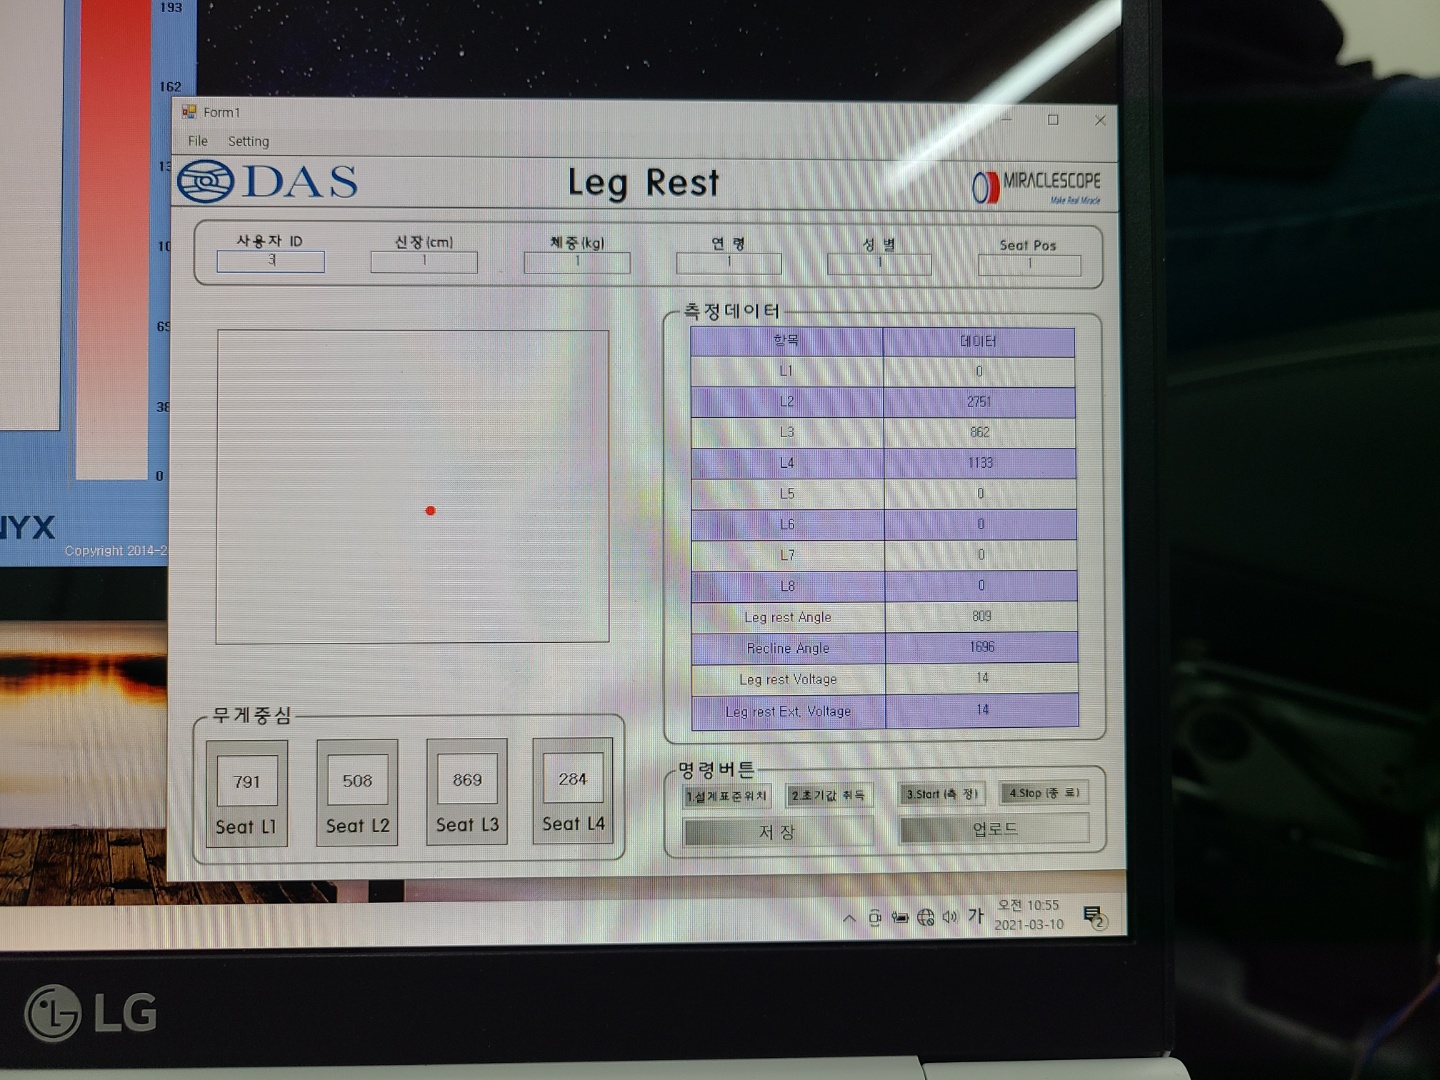 193
162
10
69
38
0
NYX
Copyright 2014-2
Form1
File Setting
DAS
Leg Rest
MIRACLESCOPE
Make Real Miracle
사용자 ID 신장(cm) 체중(kg) 연 령 성 별 Seat Pos
3 1 1 1 1 1
측정데이터
항목 데이터
L1 0
L2 2751
L3 862
L4 1133
L5 0
L6 0
L7 0
L8 0
Leg rest Angle 809
Recline Angle 1696
Leg rest Voltage 14
Leg rest Ext. Voltage 14
무게중심
791 508 869 284
Seat L1 Seat L2 Seat L3 Seat L4
명령버튼
1.설계표준위치 2.초기값 취득 3.Start (측 정) 4.Stop (종 료)
저 장 업로드
가 오전 10:55
2021-03-10
2
LG